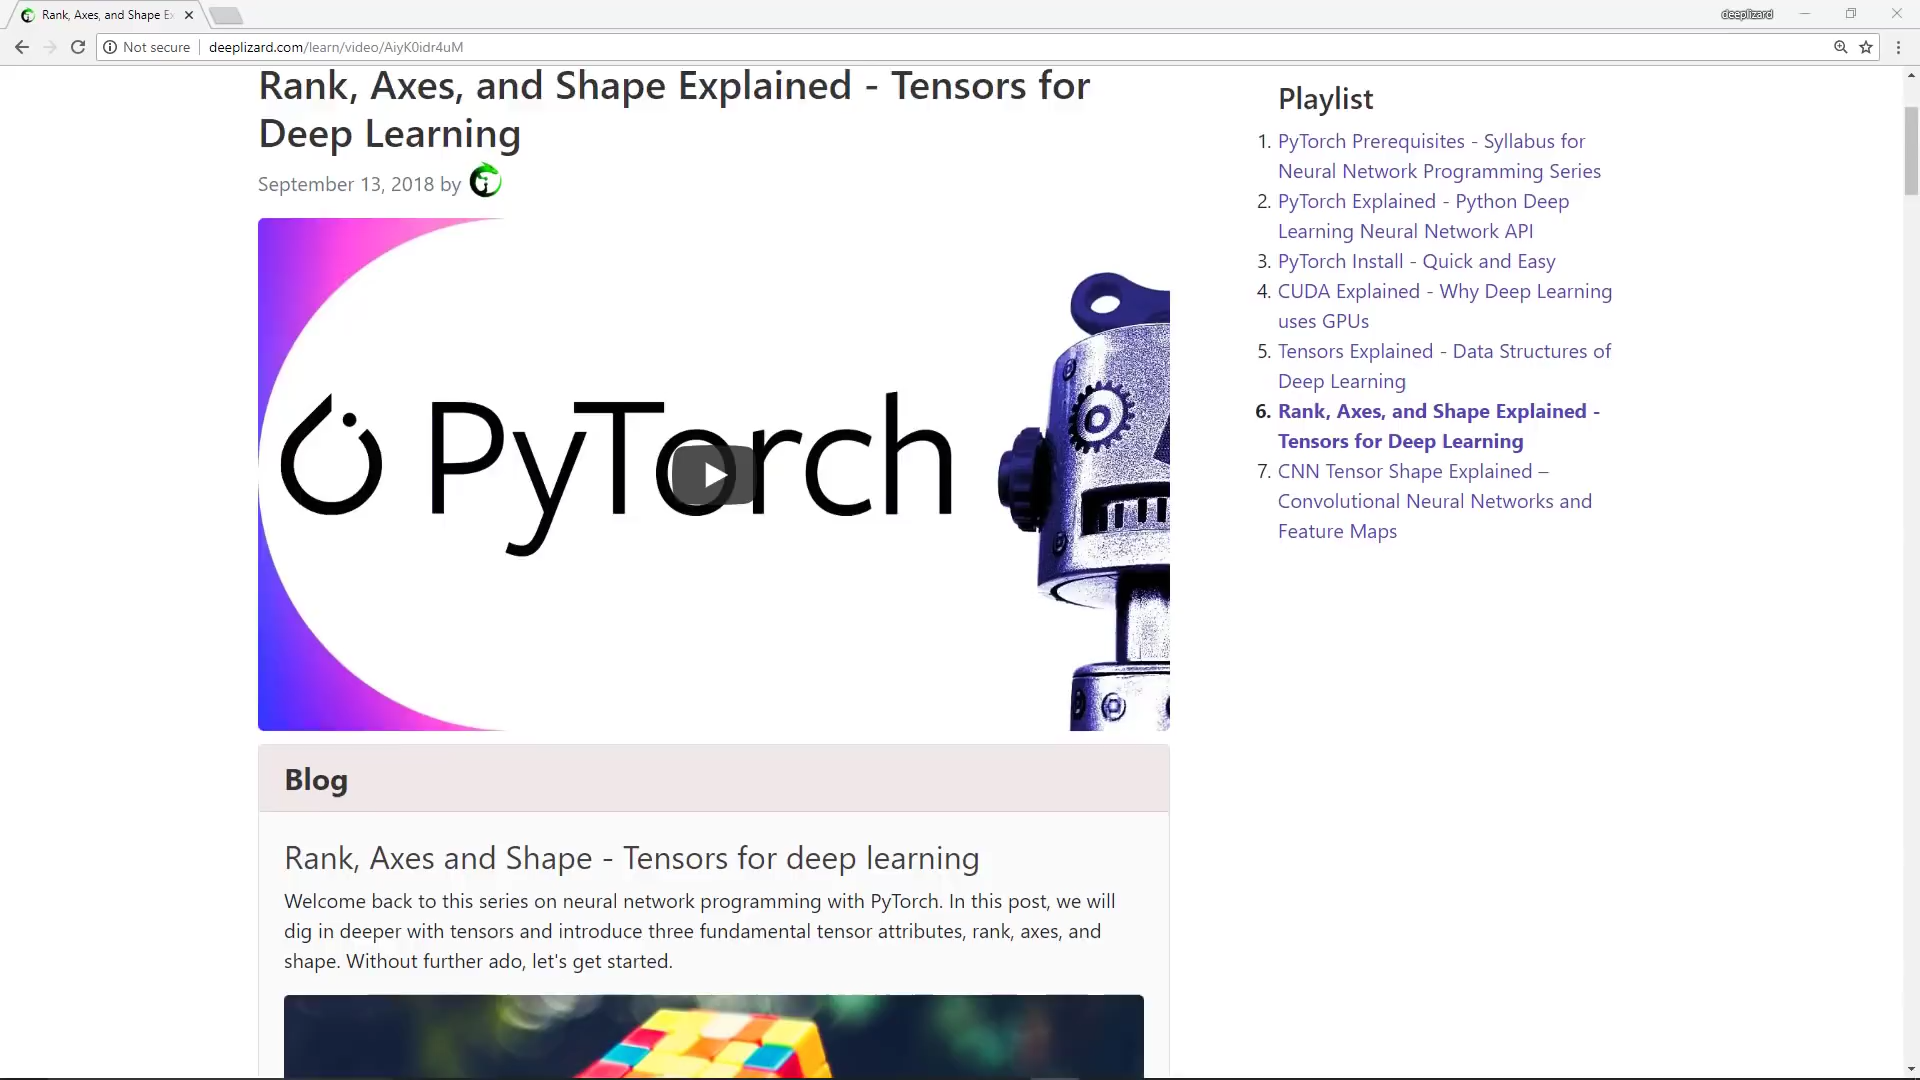 Rank, Axes, and Shape Ex
deeplizard
Not secure
deeplizard.com/learn/video/AiyK0idr4uM
Rank, Axes, and Shape Explained - Tensors for
Deep Learning
September 13, 2018 by
PyTorch
Blog
Rank, Axes and Shape - Tensors for deep learning
Welcome back to this series on neural network programming with PyTorch. In this post, we will
dig in deeper with tensors and introduce three fundamental tensor attributes, rank, axes, and
shape. Without further ado, let's get started.
Playlist
1. PyTorch Prerequisites - Syllabus for
Neural Network Programming Series
2. PyTorch Explained - Python Deep
Learning Neural Network API
3. PyTorch Install - Quick and Easy
4. CUDA Explained - Why Deep Learning
uses GPUs
5. Tensors Explained - Data Structures of
Deep Learning
6. Rank, Axes, and Shape Explained -
Tensors for Deep Learning
7. CNN Tensor Shape Explained –
Convolutional Neural Networks and
Feature Maps